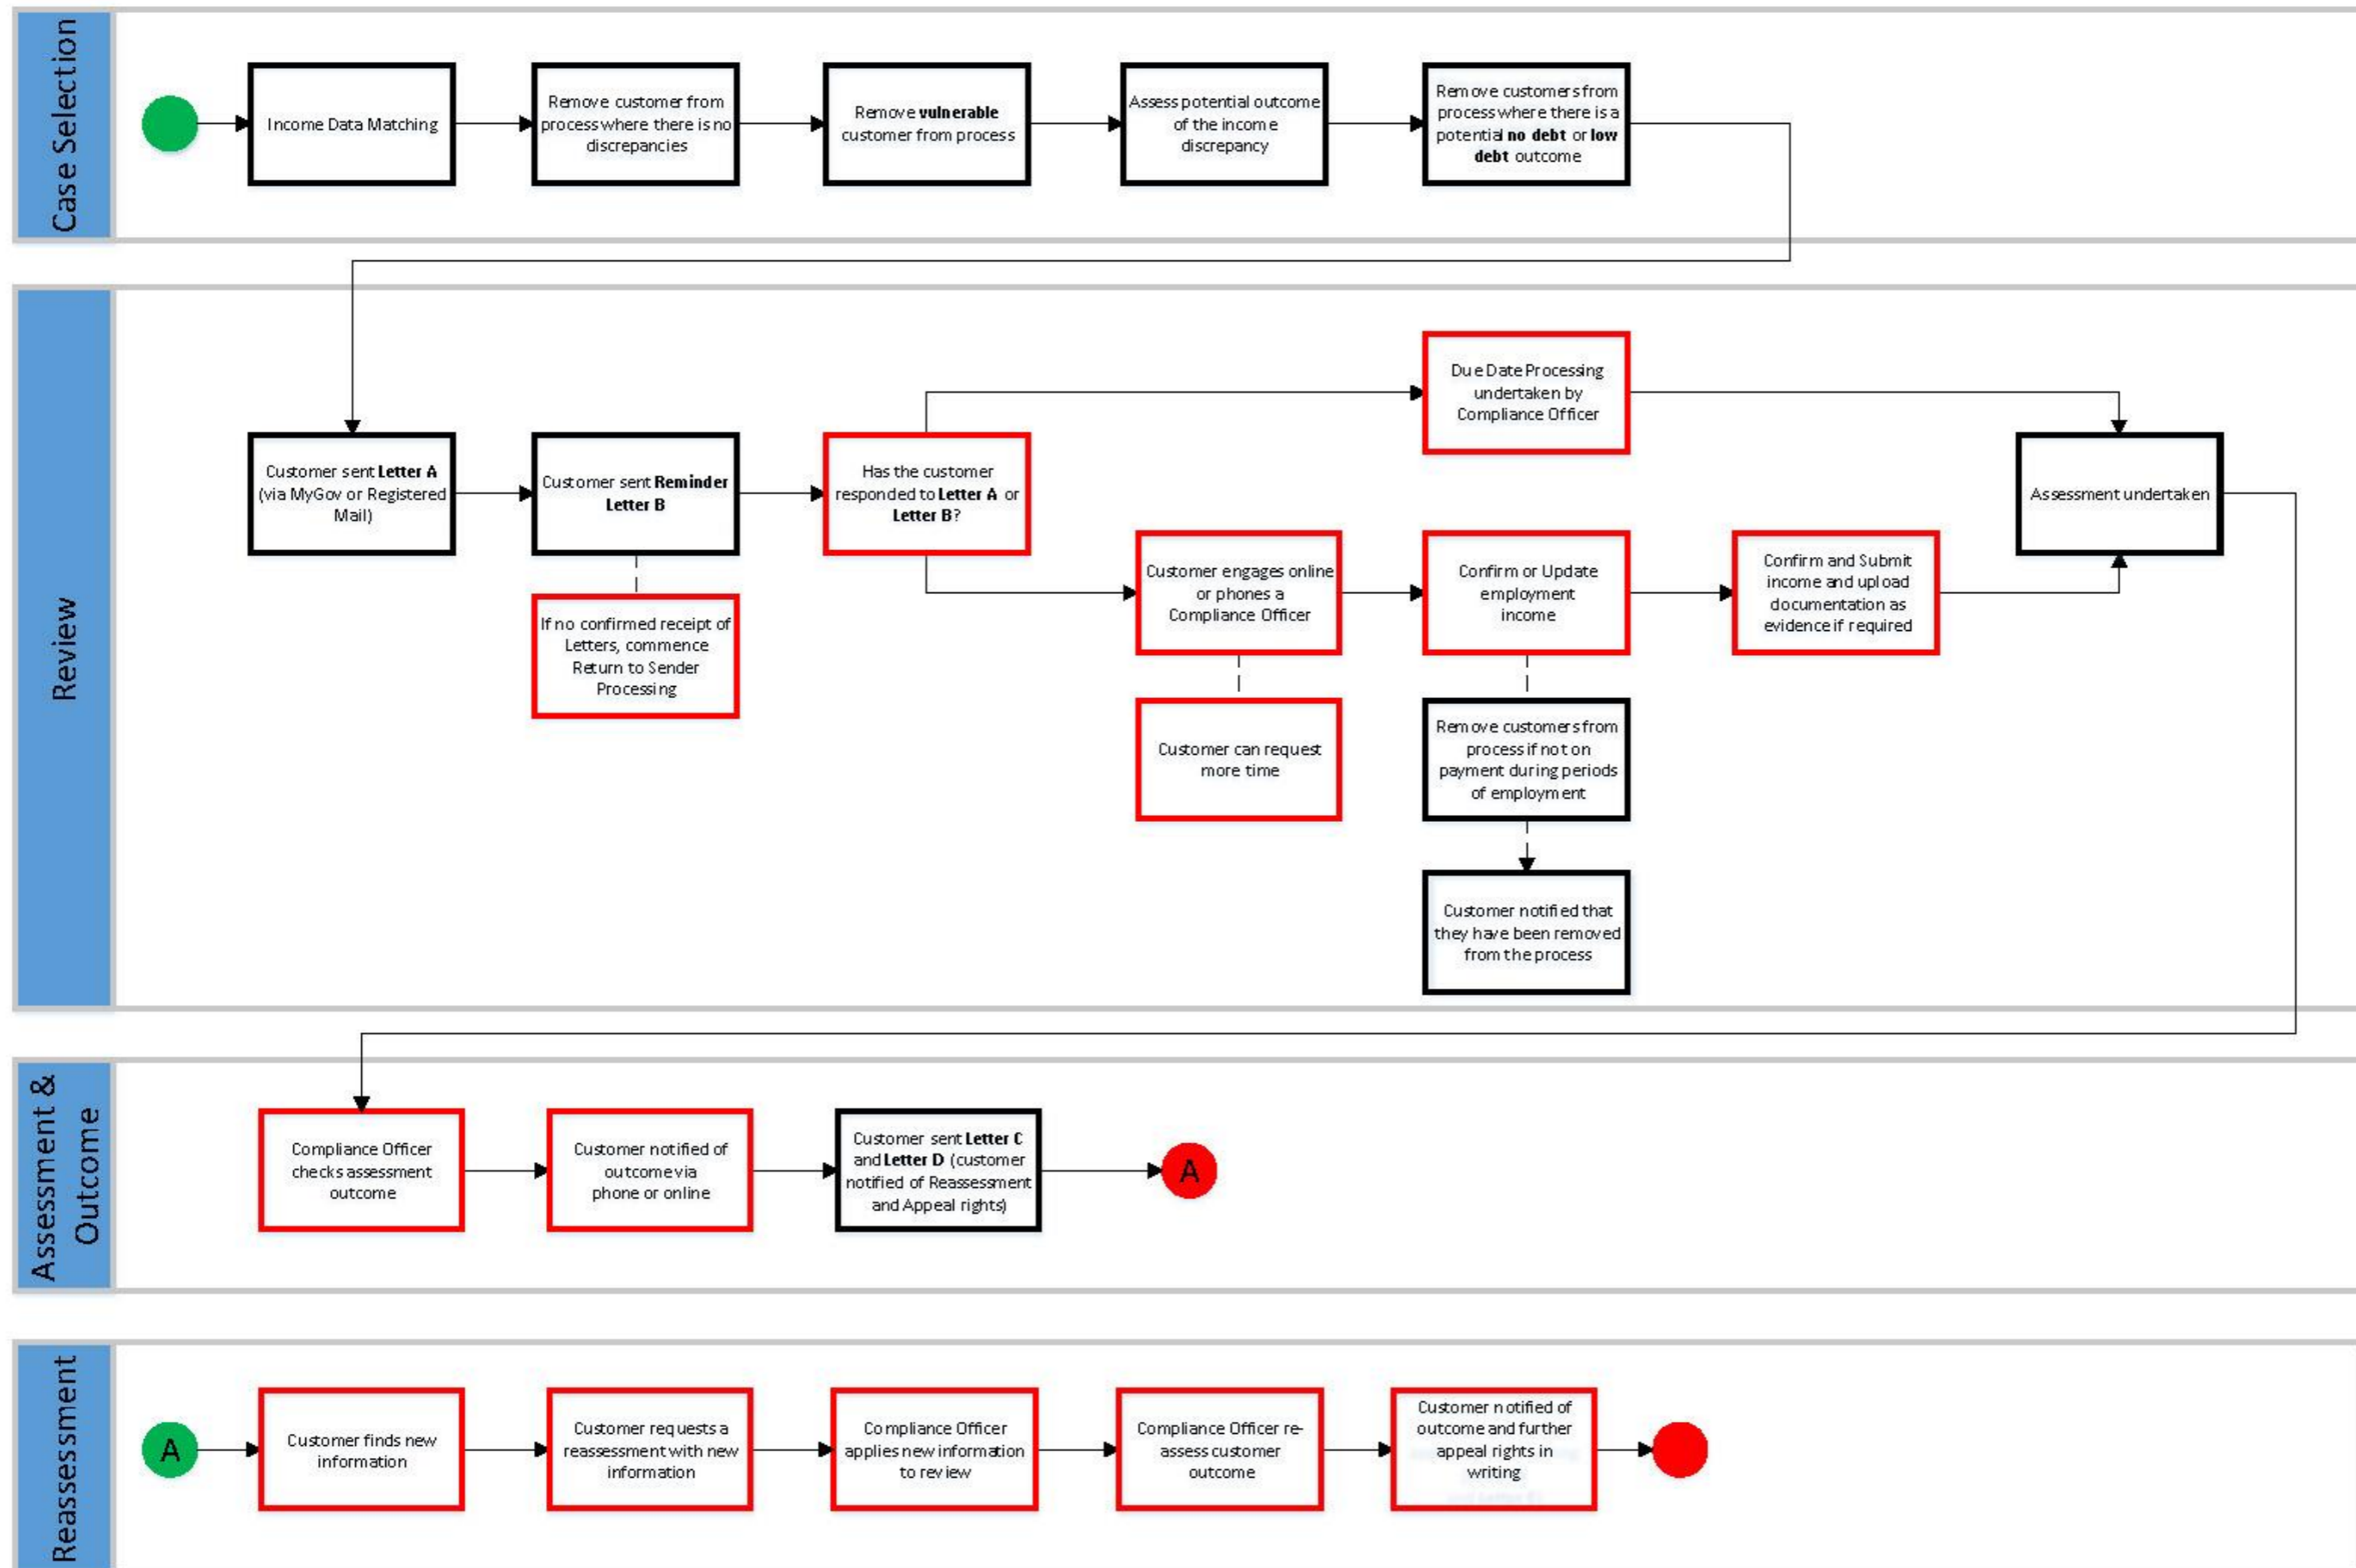 Case Selection
Income Data Matching
Remove customer from
process where there is no
discrepancies
Remove vulnerable
customer from process
Assess potential outcome
of the income
discrepancy
Remove customers from
process where there is a
potential no debt or low
debt outcome
Review
Customer sent Letter A
(via MyGov or Registered
Mail)
Customer sent Reminder
Letter B
If no confirmed receipt of
Letters, commence
Return to Sender
Processing
Has the customer
responded to Letter A or
Letter B?
Due Date Processing
undertaken by
Compliance Officer
Customer engages online
or phones a
Compliance Officer
Customer can request
more time
Confirm or Update
employment
income
Remove customers from
process if not on
payment during periods
of employment
Customer notified that
they have been removed
from the process
Confirm and Submit
income and upload
documentation as
evidence if required
Assessment undertaken
Assessment &
Outcome
Compliance Officer
checks assessment
outcome
Customer notified of
outcome via
phone or online
Customer sent Letter C
and Letter D (customer
notified of Reassessment
and Appeal rights)
A
Reassessment
A
Customer finds new
information
Customer requests a
reassessment with new
information
Compliance Officer
applies new information
to review
Compliance Officer re-
assess customer
outcome
Customer notified of
outcome and further
appeal rights in
writing